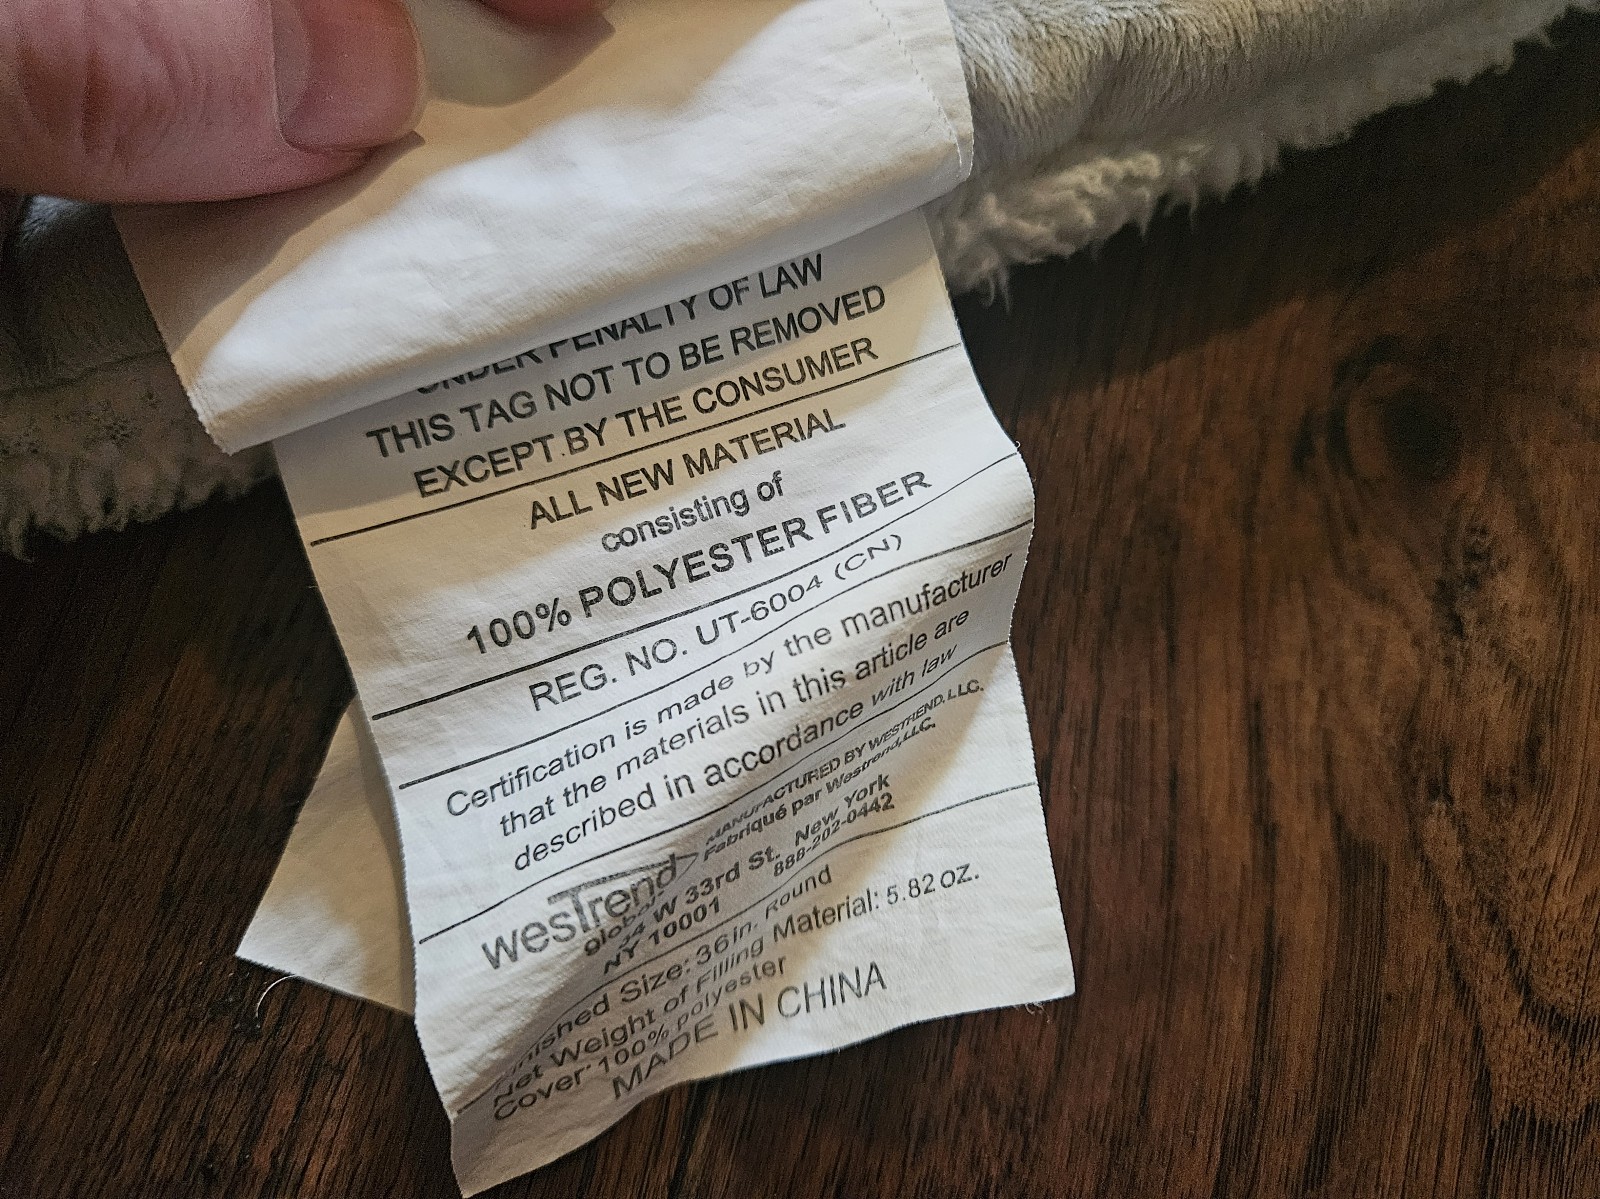 UNDER PENALTY OF LAW
THIS TAG NOT TO BE REMOVED
EXCEPT BY THE CONSUMER
ALL NEW MATERIAL
consisting of
100% POLYESTER FIBER
REG. NO. UT-6004 (CN)
Certification is made by the manufacturer
that the materials in this article are
described in accordance with law
wesTrend
global
MANUFACTURED BY WESTREND, LLC.
Fabriqué par Westrend, LLC.
34 W 33rd St. New York
NY 10001 888-202-0442
Finished Size: 36in. Round
Net Weight of Filling Material: 5.82 oz.
Cover: 100% polyester
MADE IN CHINA